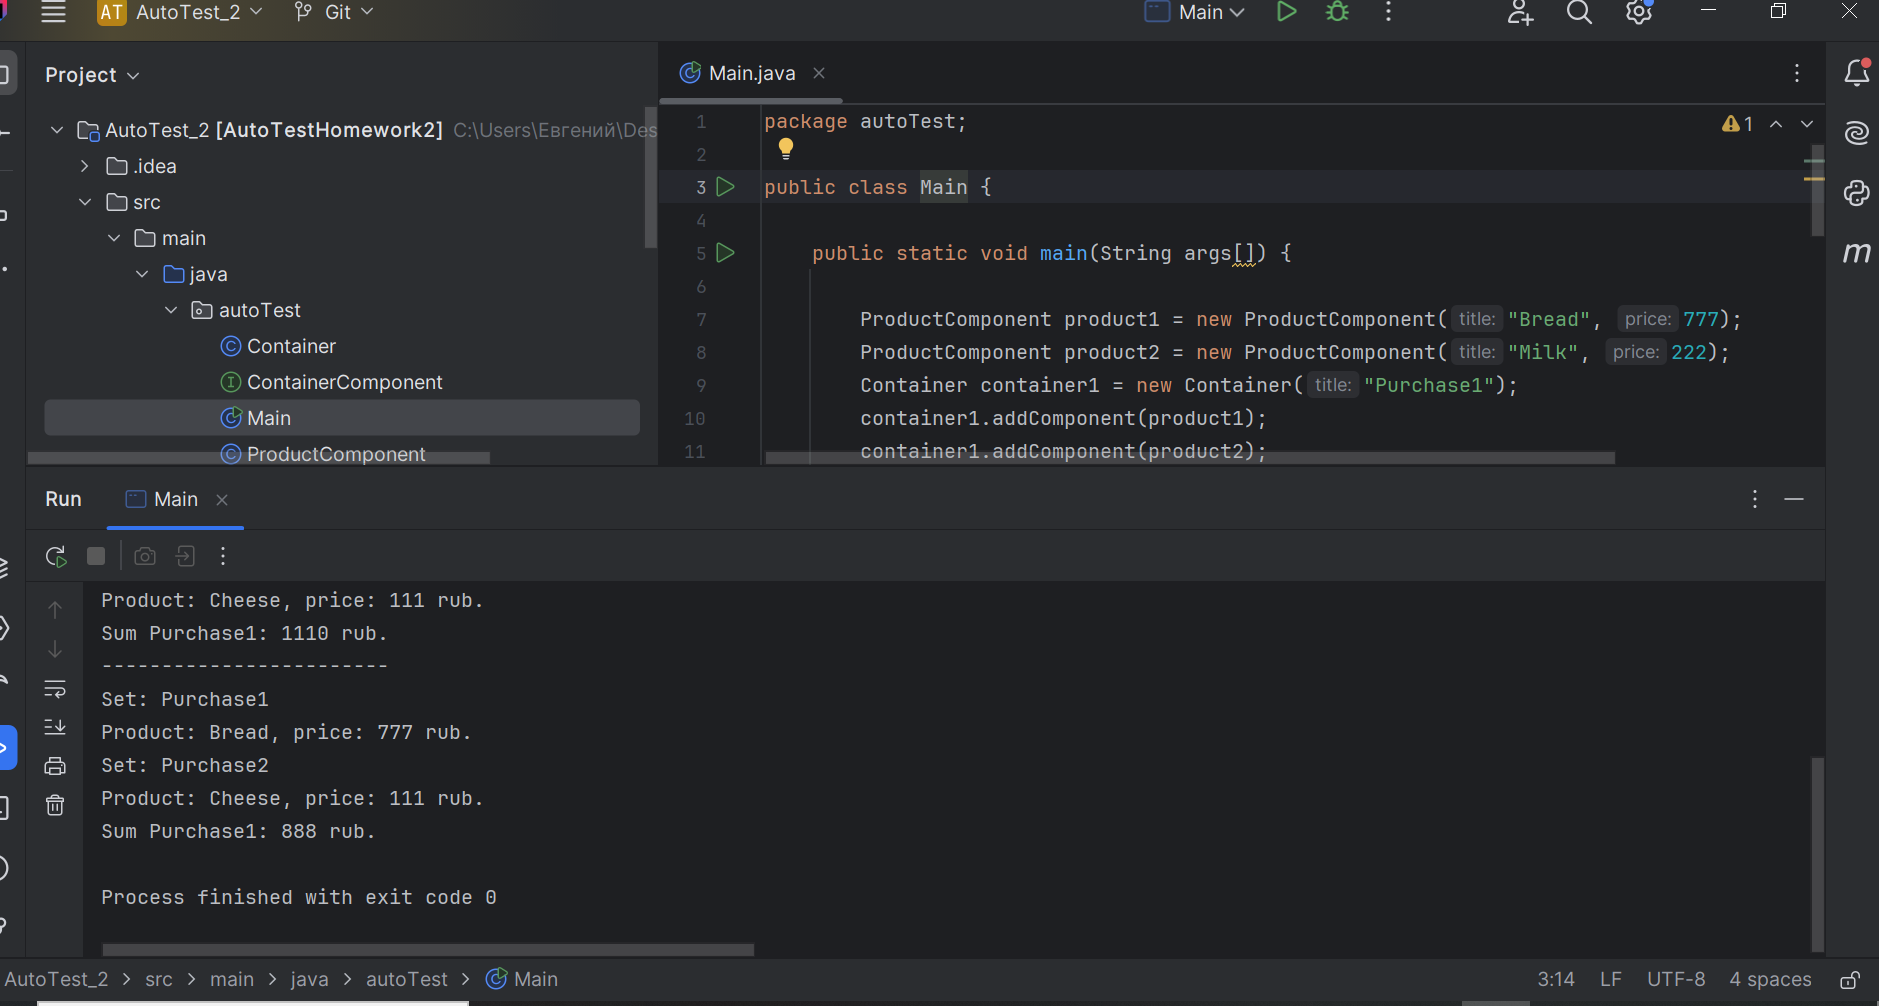 AT AutoTest_2 Git Main
Project
AutoTest_2 [AutoTestHomework2] C:\Users\Евгений\Des
.idea
src
main
java
autoTest
Container
ContainerComponent
Main
ProductComponent
Main.java
1 package autoTest; 1
2
3 public class Main {
4
5 public static void main(String args[]) {
6
7 ProductComponent product1 = new ProductComponent( title: "Bread", price: 777);
8 ProductComponent product2 = new ProductComponent( title: "Milk", price: 222);
9 Container container1 = new Container( title: "Purchase1");
10 container1.addComponent(product1);
11 container1.addComponent(product2);
m
Run Main
Product: Cheese, price: 111 rub.
Sum Purchase1: 1110 rub.
------------------------
Set: Purchase1
Product: Bread, price: 777 rub.
Set: Purchase2
Product: Cheese, price: 111 rub.
Sum Purchase1: 888 rub.
Process finished with exit code 0
AutoTest_2 > src > main > java > autoTest > Main 3:14 LF UTF-8 4 spaces